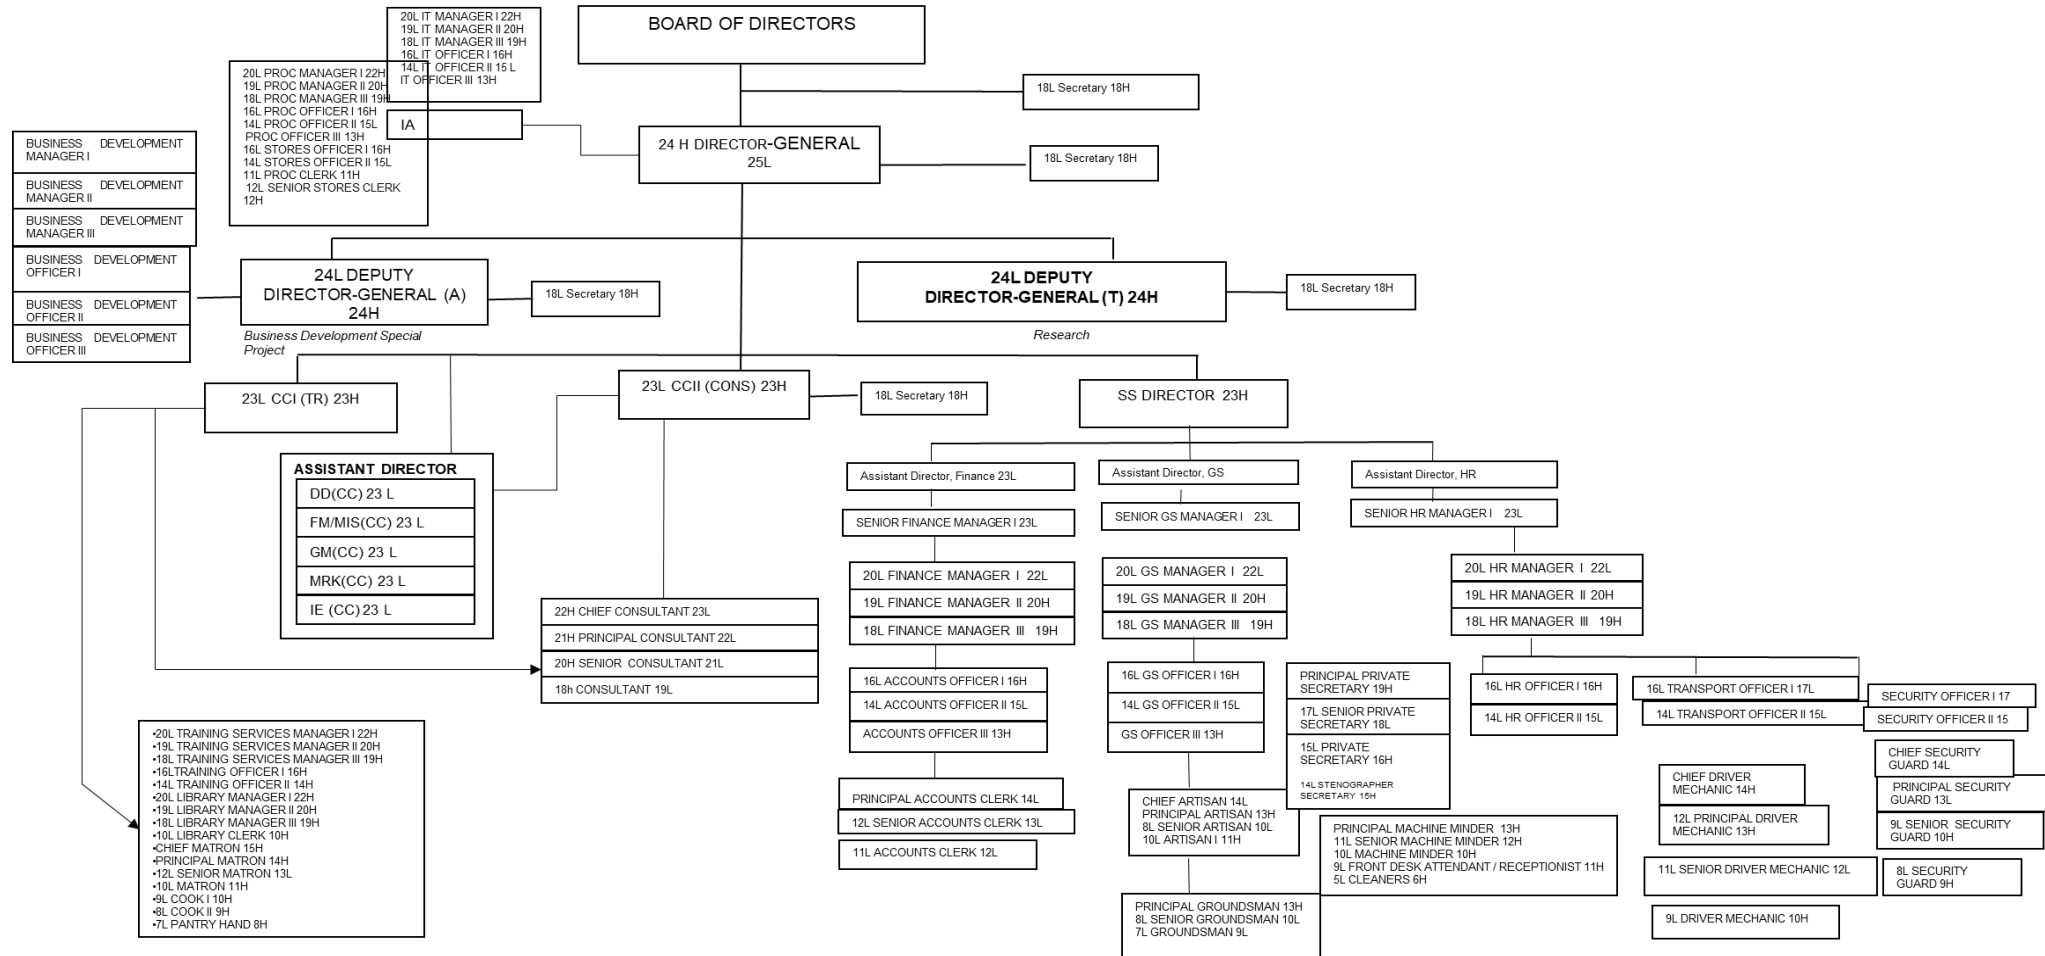 BOARD OF DIRECTORS
20L IT MANAGER I 22H
19L IT MANAGER II 20H
18L IT MANAGER III 19H
16L IT OFFICER I 16H
14L IT OFFICER II 15 L
IT OFFICER III 13H
20L PROC MANAGER I 22H
19L PROC MANAGER II 20H
18L PROC MANAGER III 19H
16L PROC OFFICER I 16H
14L PROC OFFICER II 15L
PROC OFFICER III 13H
16L STORES OFFICER I 16H
14L STORES OFFICER II 15L
11L PROC CLERK 11H
12L SENIOR STORES CLERK
12H
IA
18L Secretary 18H
24 H DIRECTOR-GENERAL
25L
18L Secretary 18H
BUSINESS DEVELOPMENT
MANAGER I
BUSINESS DEVELOPMENT
MANAGER II
BUSINESS DEVELOPMENT
MANAGER III
BUSINESS DEVELOPMENT
OFFICER I
BUSINESS DEVELOPMENT
OFFICER II
BUSINESS DEVELOPMENT
OFFICER III
24L DEPUTY
DIRECTOR-GENERAL (A)
24H
18L Secretary 18H
Business Development Special
Project
24L DEPUTY
DIRECTOR-GENERAL (T) 24H
18L Secretary 18H
Research
23L CCI (TR) 23H
23L CCII (CONS) 23H
18L Secretary 18H
SS DIRECTOR 23H
ASSISTANT DIRECTOR
DD(CC) 23 L
FM/MIS(CC) 23 L
GM(CC) 23 L
MRK(CC) 23 L
IE (CC) 23 L
22H CHIEF CONSULTANT 23L
21H PRINCIPAL CONSULTANT 22L
20H SENIOR CONSULTANT 21L
18h CONSULTANT 19L
•20L TRAINING SERVICES MANAGER I 22H
•19L TRAINING SERVICES MANAGER II 20H
•18L TRAINING SERVICES MANAGER III 19H
•16LTRAINING OFFICER I 16H
•14L TRAINING OFFICER II 14H
•20L LIBRARY MANAGER I 22H
•19L LIBRARY MANAGER II 20H
•18L LIBRARY MANAGER III 19H
•10L LIBRARY CLERK 10H
•CHIEF MATRON 15H
•PRINCIPAL MATRON 14H
•12L SENIOR MATRON 13L
•10L MATRON 11H
•9L COOK I 10H
•8L COOK II 9H
•7L PANTRY HAND 8H
Assistant Director, Finance 23L
SENIOR FINANCE MANAGER I 23L
20L FINANCE MANAGER I 22L
19L FINANCE MANAGER II 20H
18L FINANCE MANAGER III 19H
16L ACCOUNTS OFFICER I 16H
14L ACCOUNTS OFFICER II 15L
ACCOUNTS OFFICER III 13H
PRINCIPAL ACCOUNTS CLERK 14L
12L SENIOR ACCOUNTS CLERK 13L
11L ACCOUNTS CLERK 12L
Assistant Director, GS
SENIOR GS MANAGER I 23L
20L GS MANAGER I 22L
19L GS MANAGER II 20H
18L GS MANAGER III 19H
16L GS OFFICER I 16H
14L GS OFFICER II 15L
GS OFFICER III 13H
CHIEF ARTISAN 14L
PRINCIPAL ARTISAN 13H
8L SENIOR ARTISAN 10L
10L ARTISAN I 11H
PRINCIPAL GROUNDSMAN 13H
8L SENIOR GROUNDSMAN 10L
7L GROUNDSMAN 9L
PRINCIPAL PRIVATE
SECRETARY 19H
17L SENIOR PRIVATE
SECRETARY 18L
15L PRIVATE
SECRETARY 16H
14L STENOGRAPHER
SECRETARY 15H
PRINCIPAL MACHINE MINDER 13H
11L SENIOR MACHINE MINDER 12H
10L MACHINE MINDER 10H
9L FRONT DESK ATTENDANT / RECEPTIONIST 11H
5L CLEANERS 6H
Assistant Director, HR
SENIOR HR MANAGER I 23L
20L HR MANAGER I 22L
19L HR MANAGER II 20H
18L HR MANAGER III 19H
16L HR OFFICER I 16H
14L HR OFFICER II 15L
16L TRANSPORT OFFICER I 17L
14L TRANSPORT OFFICER II 15L
CHIEF DRIVER
MECHANIC 14H
12L PRINCIPAL DRIVER
MECHANIC 13H
11L SENIOR DRIVER MECHANIC 12L
9L DRIVER MECHANIC 10H
SECURITY OFFICER I 17
SECURITY OFFICER II 15
CHIEF SECURITY
GUARD 14L
PRINCIPAL SECURITY
GUARD 13L
9L SENIOR SECURITY
GUARD 10H
8L SECURITY
GUARD 9H